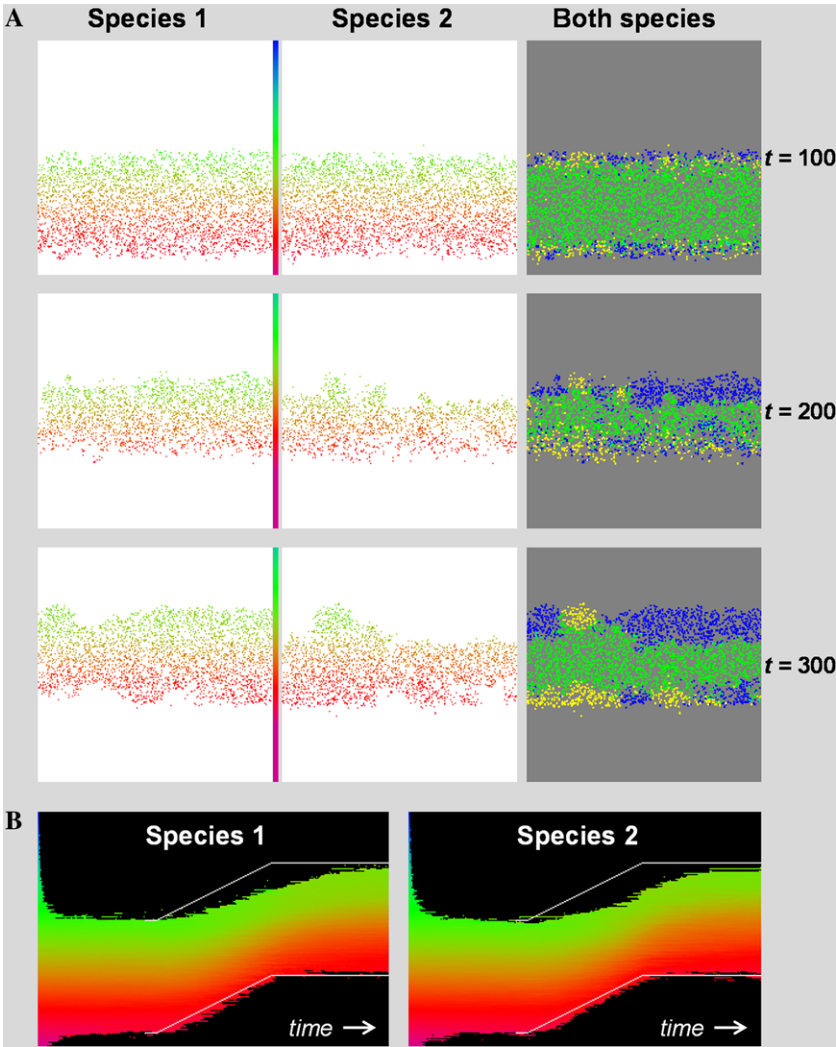 A
Species 1
Species 2
Both species
t = 100
t = 200
t = 300
B
Species 1
time →
Species 2
time →